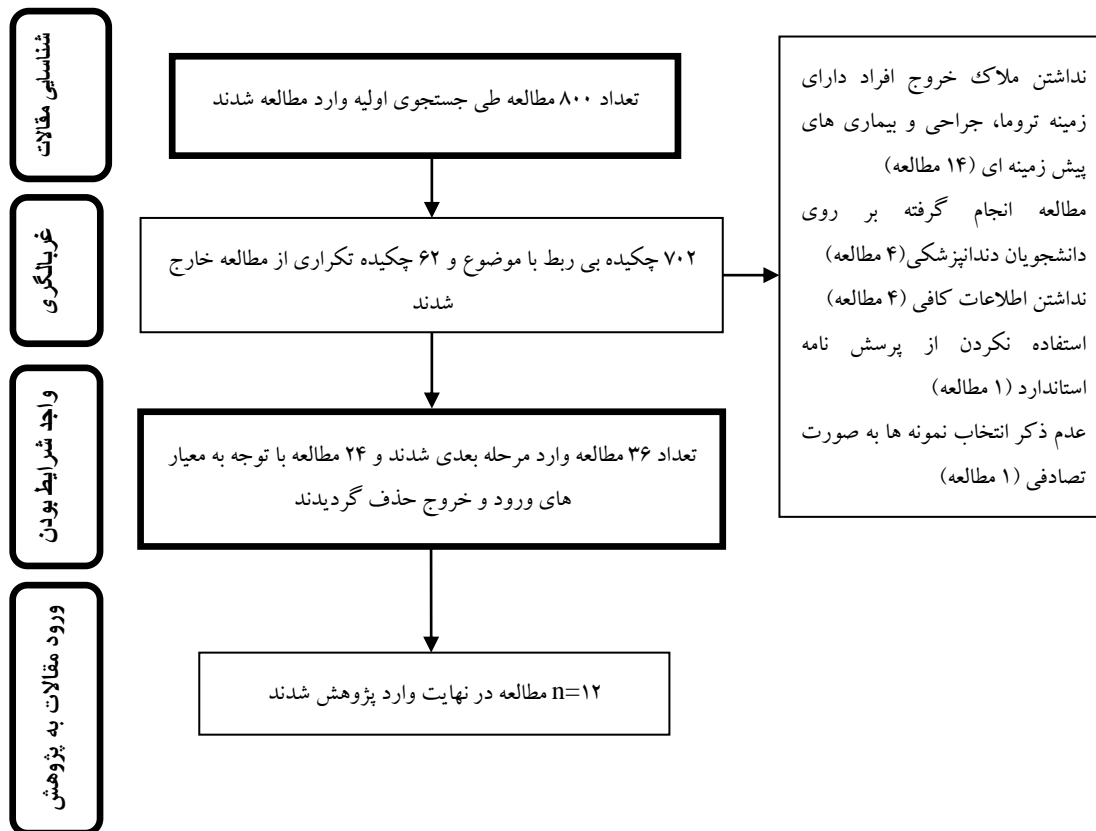 شناسایی مقالات
تعداد ۸۰۰ مطالعه طی جستجوی اولیه وارد مطالعه شدند
غربالگری
۷۰۲ چکیده بی ربط با موضوع و ۶۲ چکیده تکراری از مطالعه خارج
شدند
نداشتن ملاک خروج افراد دارای
زمینه تروما، جراحی و بیماری های
پیش زمینه ای (۱۴ مطالعه)
مطالعه انجام گرفته بر روی
دانشجویان دندانپزشکی(۴ مطالعه)
نداشتن اطلاعات کافی (۴ مطالعه)
استفاده نکردن از پرسش نامه
استاندارد (۱ مطالعه)
عدم ذکر انتخاب نمونه ها به صورت
تصادفی (۱ مطالعه)
واجد شرایط بودن
تعداد ۳۶ مطالعه وارد مرحله بعدی شدند و ۲۴ مطالعه با توجه به معیار
های ورود و خروج حذف گردیدند
ورود مقالات به پژوهش
n=۱۲ مطالعه در نهایت وارد پژوهش شدند